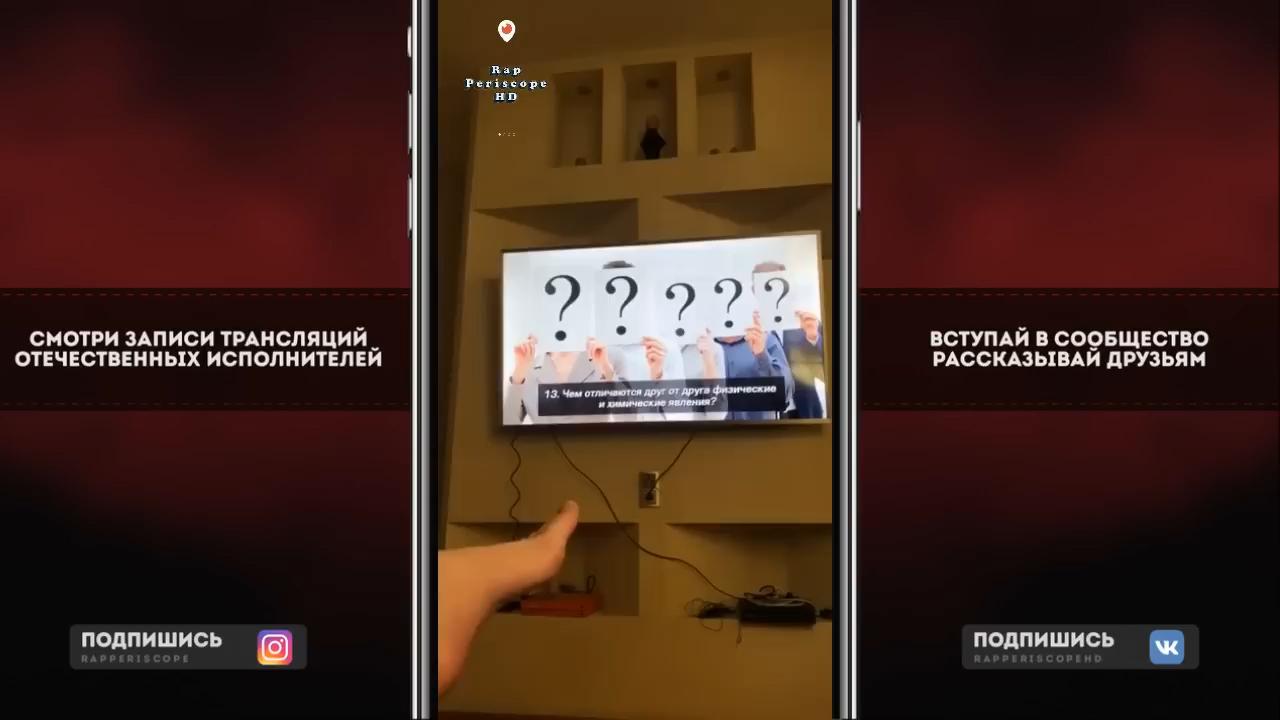 Rap
Periscope
HD
СМОТРИ ЗАПИСИ ТРАНСЛЯЦИЙ
ОТЕЧЕСТВЕННЫХ ИСПОЛНИТЕЛЕЙ
? ? ? ? ?
13. Чем отличаются друг от друга физические
и химические явления?
ВСТУПАЙ В СООБЩЕСТВО
РАССКАЗЫВАЙ ДРУЗЬЯМ
ПОДПИШИСЬ
RAPPERISCOPE
ПОДПИШИСЬ
RAPPERISCOPEHD